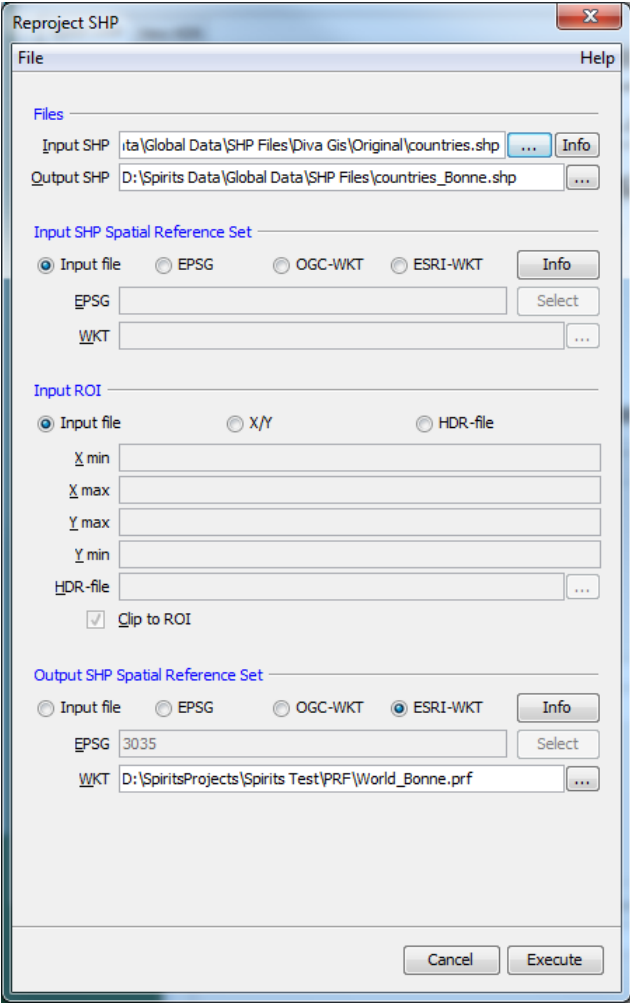 Reproject SHP
File Help
Files
Input SHP ıta\Global Data\SHP Files\Diva Gis\Original\countries.shp ... Info
Output SHP D:\Spirits Data\Global Data\SHP Files\countries_Bonne.shp ...
Input SHP Spatial Reference Set
Input file EPSG OGC-WKT ESRI-WKT Info
EPSG Select
WKT ...
Input ROI
Input file X/Y HDR-file
X min
X max
Y max
Y min
HDR-file ...
Clip to ROI
Output SHP Spatial Reference Set
Input file EPSG OGC-WKT ESRI-WKT Info
EPSG 3035 Select
WKT D:\SpiritsProjects\Spirits Test\PRF\World_Bonne.prf ...
Cancel Execute